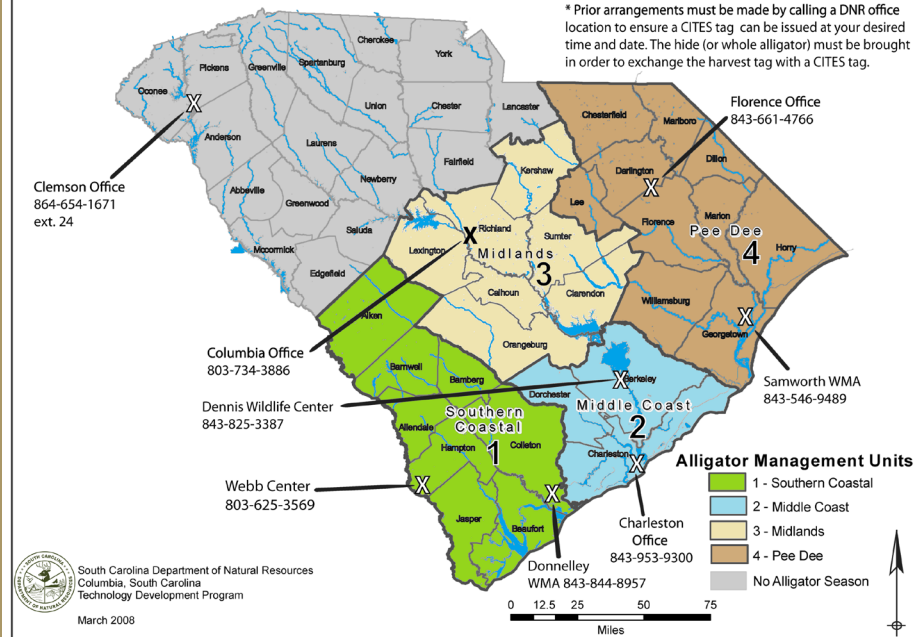 * Prior arrangements must be made by calling a DNR office
location to ensure a CITES tag can be issued at your desired
time and date. The hide (or whole alligator) must be brought
in order to exchange the harvest tag with a CITES tag.
Cherokee
York
Pickens
Greenville
Spartanburg
Oconee
Union
Chester
Lancaster
Chesterfield
Marlboro
Florence Office
843-661-4766
Anderson
Laurens
Fairfield
Kershaw
Darlington
Dillon
Clemson Office
864-654-1671
ext. 24
Abbeville
Greenwood
Newberry
Lee
Florence
Marion
Saluda
Richland
Sumter
Pee Dee
4
Horry
Mccormick
Lexington
Midlands
3
Edgefield
Calhoun
Clarendon
Williamsburg
Aiken
Orangeburg
Georgetown
Columbia Office
803-734-3886
Barnwell
Bamberg
Berkeley
Samworth WMA
843-546-9489
Dennis Wildlife Center
843-825-3387
Dorchester
Middle Coast
2
Southern
Coastal
1
Allendale
Hampton
Colleton
Charleston
Webb Center
803-625-3569
Jasper
Beaufort
Charleston
Office
843-953-9300
Donnelley
WMA 843-844-8957
Alligator Management Units
1 - Southern Coastal
2 - Middle Coast
3 - Midlands
4 - Pee Dee
No Alligator Season
South Carolina Department of Natural Resources
Columbia, South Carolina
Technology Development Program
March 2008
0 12.5 25 50 75
Miles